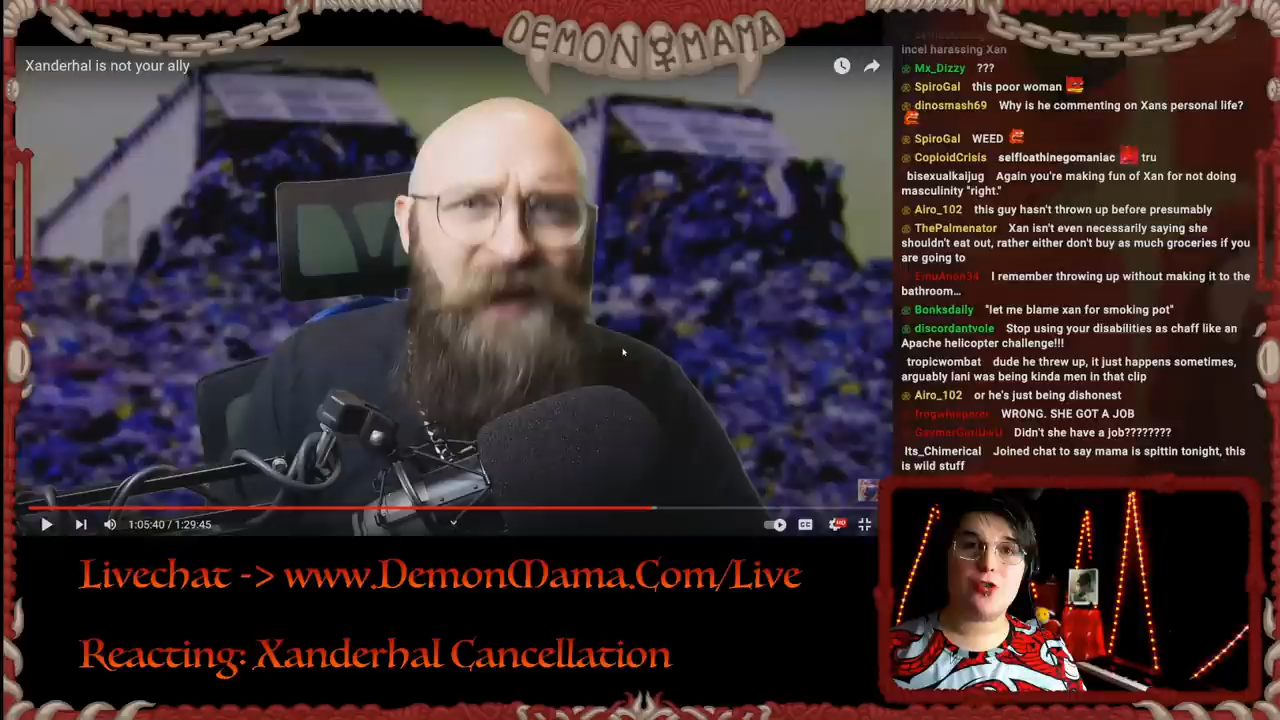 DEMON MAMA
Xanderhal is not your ally
incel harassing Xan
Mx_Dizzy ???
SpiroGal this poor woman
dinosmash69 Why is he commenting on Xans personal life?
SpiroGal WEED
CopioidCrisis selfloathinegomaniac tru
bisexualkaijug Again you're making fun of Xan for not doing
masculinity "right."
Airo_102 this guy hasn't thrown up before presumably
ThePalmenator Xan isn't even necessarily saying she
shouldn't eat out, rather either don't buy as much groceries if you
are going to
EmuAnon34 I remember throwing up without making it to the
bathroom...
Bonksdaily "let me blame xan for smoking pot"
discordantvole Stop using your disabilities as chaff like an
Apache helicopter challenge!!!
tropicwombat dude he threw up, it just happens sometimes,
arguably lani was being kinda men in that clip
Airo_102 or he's just being dishonest
frogwhisperer WRONG. SHE GOT A JOB
Didn't she have a job????????
Its_Chimerical Joined chat to say mama is spittin tonight, this
is wild stuff
1:05:40 / 1:29:45
CC
HD
Livechat -> www.DemonMama.Com/Live
Reacting: Xanderhal Cancellation